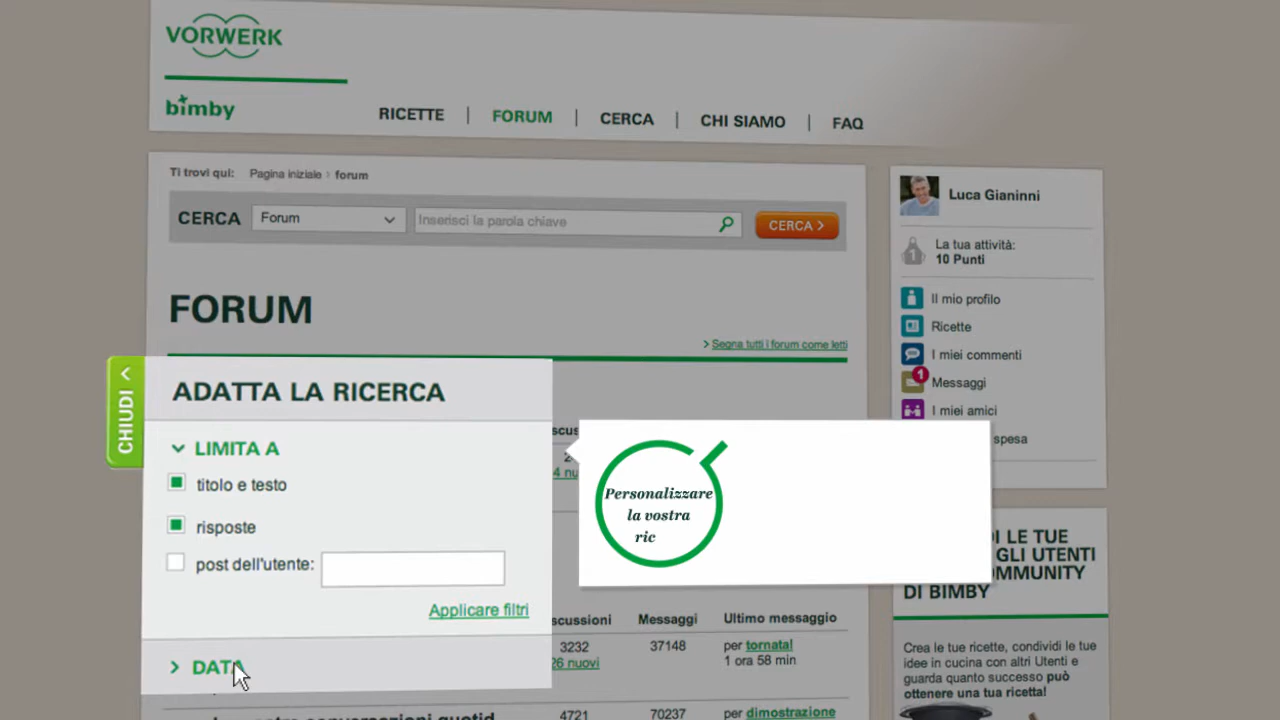 VORWERK
bimby
RICETTE | FORUM | CERCA | CHI SIAMO | FAQ
Ti trovi qui: Pagina iniziale › forum
CERCA Forum Inserisci la parola chiave CERCA >
FORUM
> Segna tutti i forum come letti
Luca Gianinni
1
La tua attività:
10 Punti
Il mio profilo
Ricette
I miei commenti
1
Messaggi
I miei amici
spesa
CHIUDI
ADATTA LA RICERCA
LIMITA A
titolo e testo
risposte
post dell'utente:
Applicare filtri
DATA
Personalizzare
la vostra
ric
scussioni Messaggi Ultimo messaggio
3232 37148 per tornatal
26 nuovi 1 ora 58 min
4721 70237 per dimostrazione
LE TUE
GLI UTENTI
DI BIMBY
Crea le tue ricette, condividi le tue
idee in cucina con altri Utenti e
guarda quanto successo può
ottenere una tua ricetta!